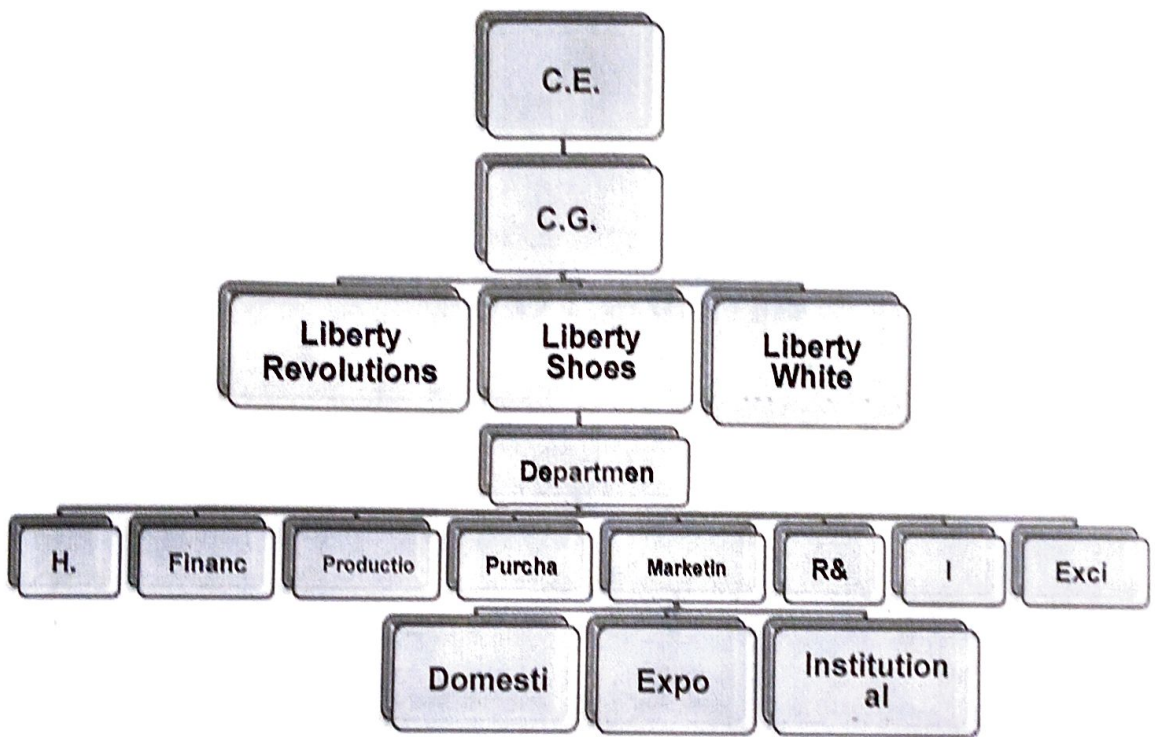 C.E.
C.G.
Liberty
Revolutions
Liberty
Shoes
Liberty
White
Departmen
H.
Financ
Productio
Purcha
Marketin
R&
I
Exci
Domesti
Expo
Institution
al